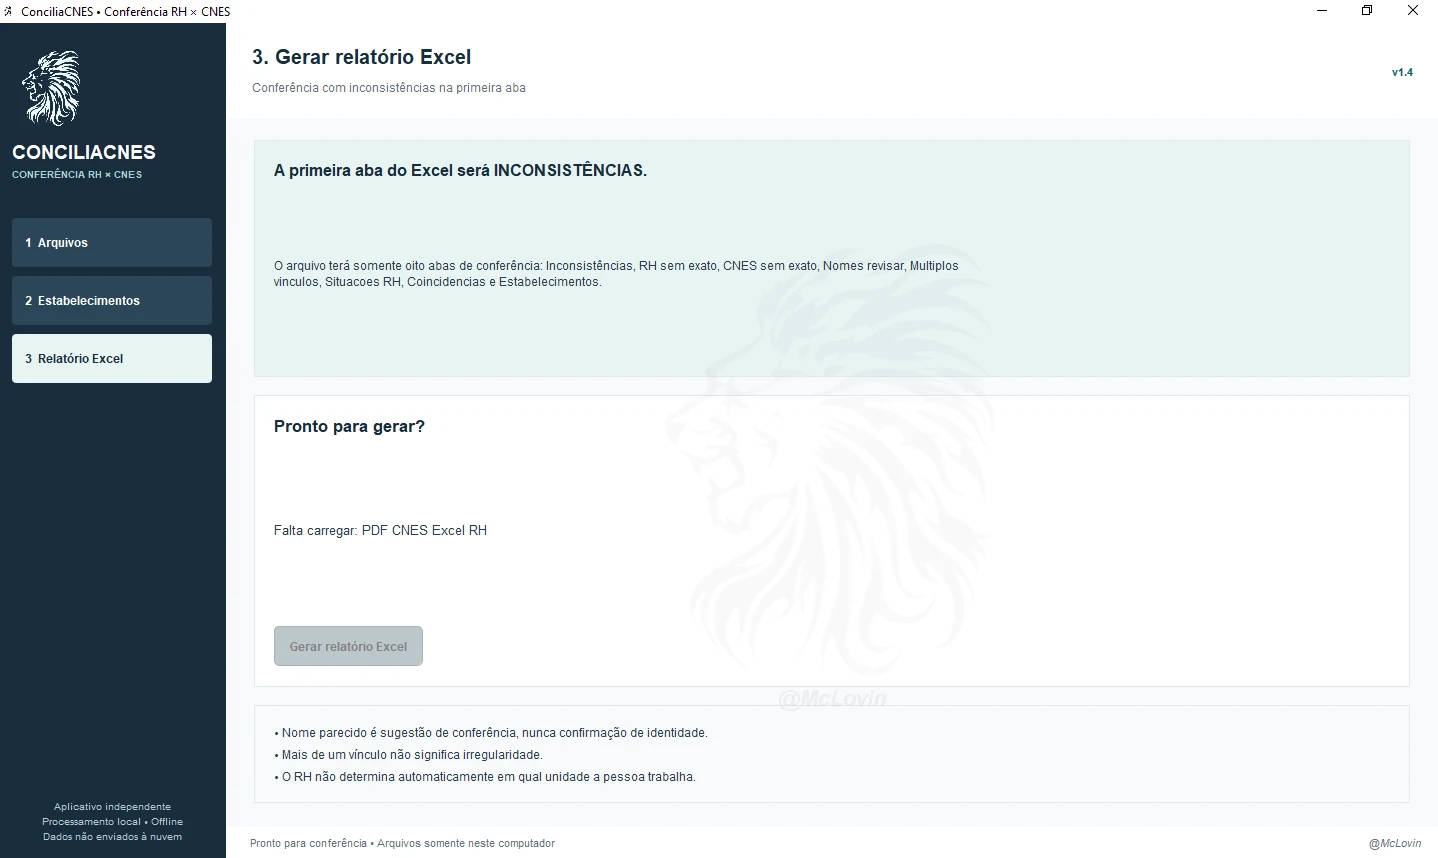 ConciliaCNES • Conferência RH × CNES
CONCILIACNES
CONFERÊNCIA RH × CNES
1 Arquivos
2 Estabelecimentos
3 Relatório Excel
Aplicativo independente
Processamento local • Offline
Dados não enviados à nuvem
3. Gerar relatório Excel
Conferência com inconsistências na primeira aba
v1.4
A primeira aba do Excel será INCONSISTÊNCIAS.
O arquivo terá somente oito abas de conferência: Inconsistências, RH sem exato, CNES sem exato, Nomes revisar, Multiplos
vinculos, Situacoes RH, Coincidencias e Estabelecimentos.
Pronto para gerar?
Falta carregar: PDF CNES Excel RH
Gerar relatório Excel
@McLovin
• Nome parecido é sugestão de conferência, nunca confirmação de identidade.
• Mais de um vínculo não significa irregularidade.
• O RH não determina automaticamente em qual unidade a pessoa trabalha.
Pronto para conferência • Arquivos somente neste computador
@McLovin